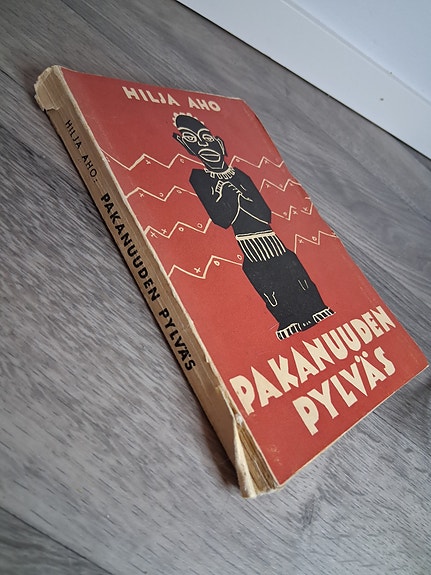 HILJA AHO
PAKANUUDEN
PYLVÄS
HILJA AHO: PAKANUUDEN PYLVÄS